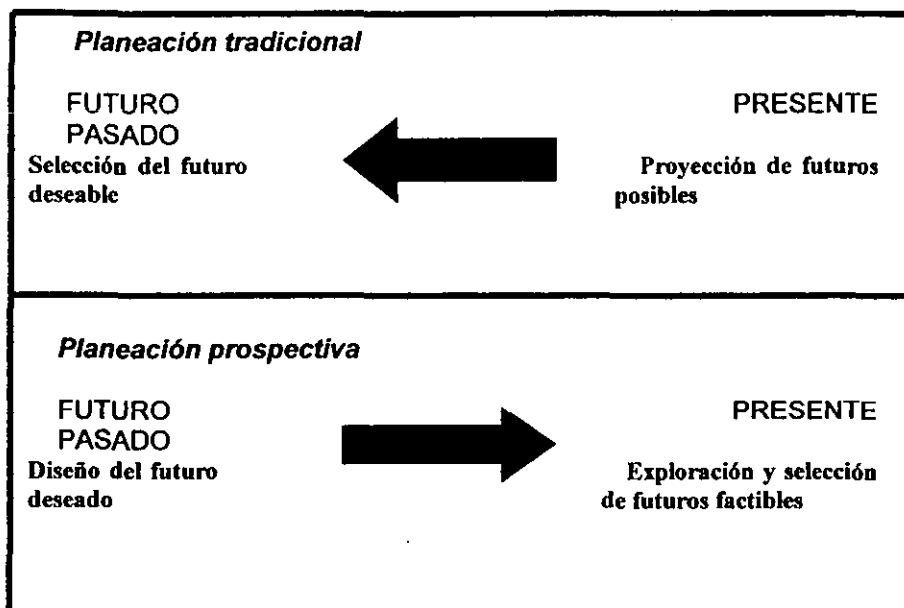 Planeación tradicional
FUTURO
PASADO
Selección del futuro
deseable
PRESENTE
Proyección de futuros
posibles
Planeación prospectiva
FUTURO
PASADO
Diseño del futuro
deseado
PRESENTE
Exploración y selección
de futuros factibles